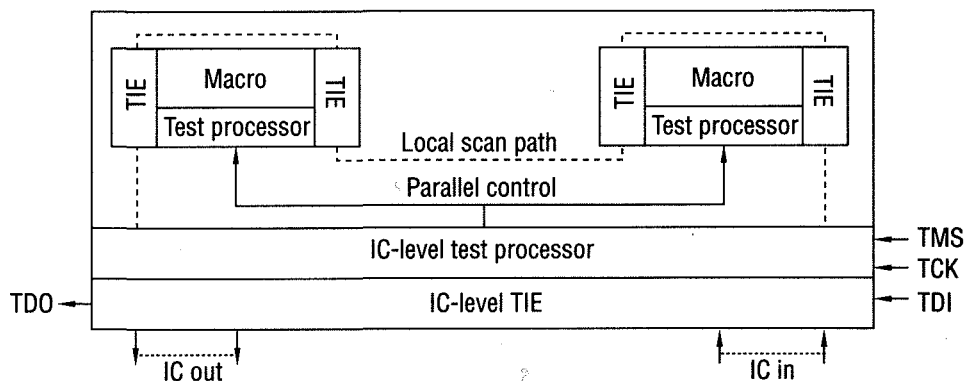 TIE
Macro
TIE
Test processor
TIE
Macro
TIE
Test processor
Local scan path
Parallel control
IC-level test processor
TMS
TCK
TDO
IC-level TIE
TDI
IC out
IC in